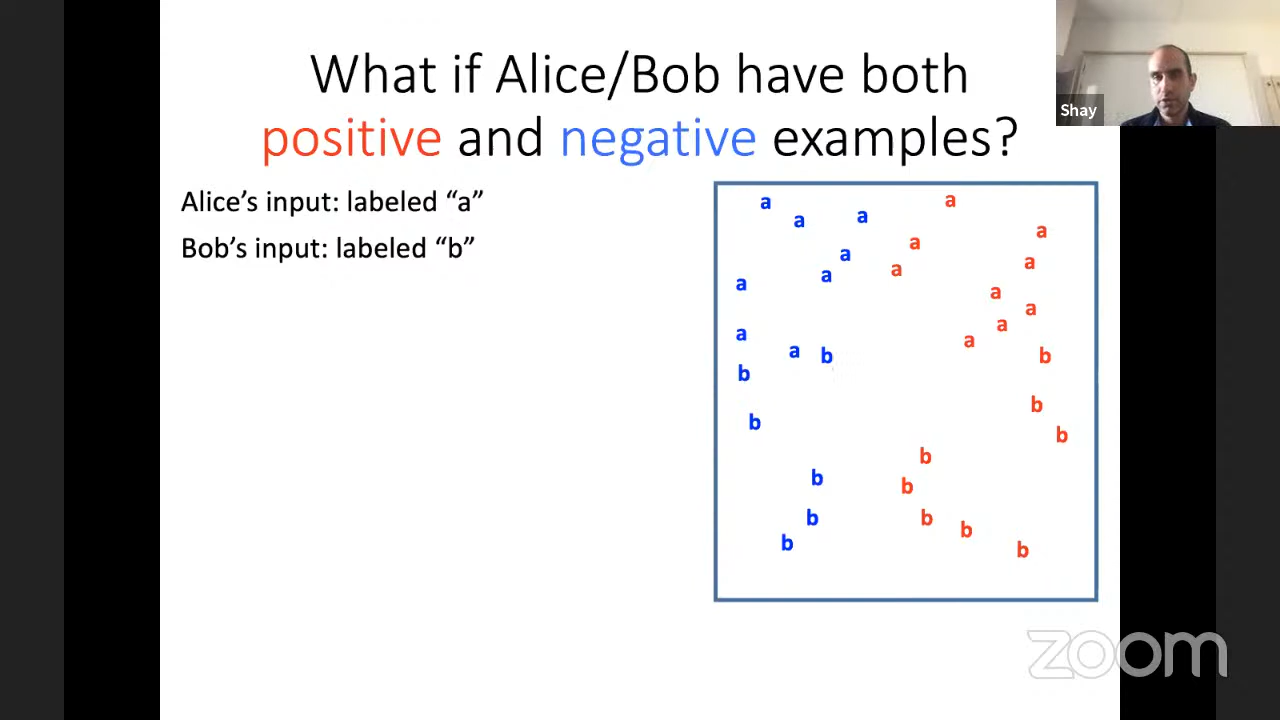 What if Alice/Bob have both
positive and negative examples?
Shay
Alice’s input: labeled “a”
Bob’s input: labeled “b”
a a a a
a a a
a a a
a a a
a a
a a a
a b b
b
b b
b b
b b
b b b
b b
zoom